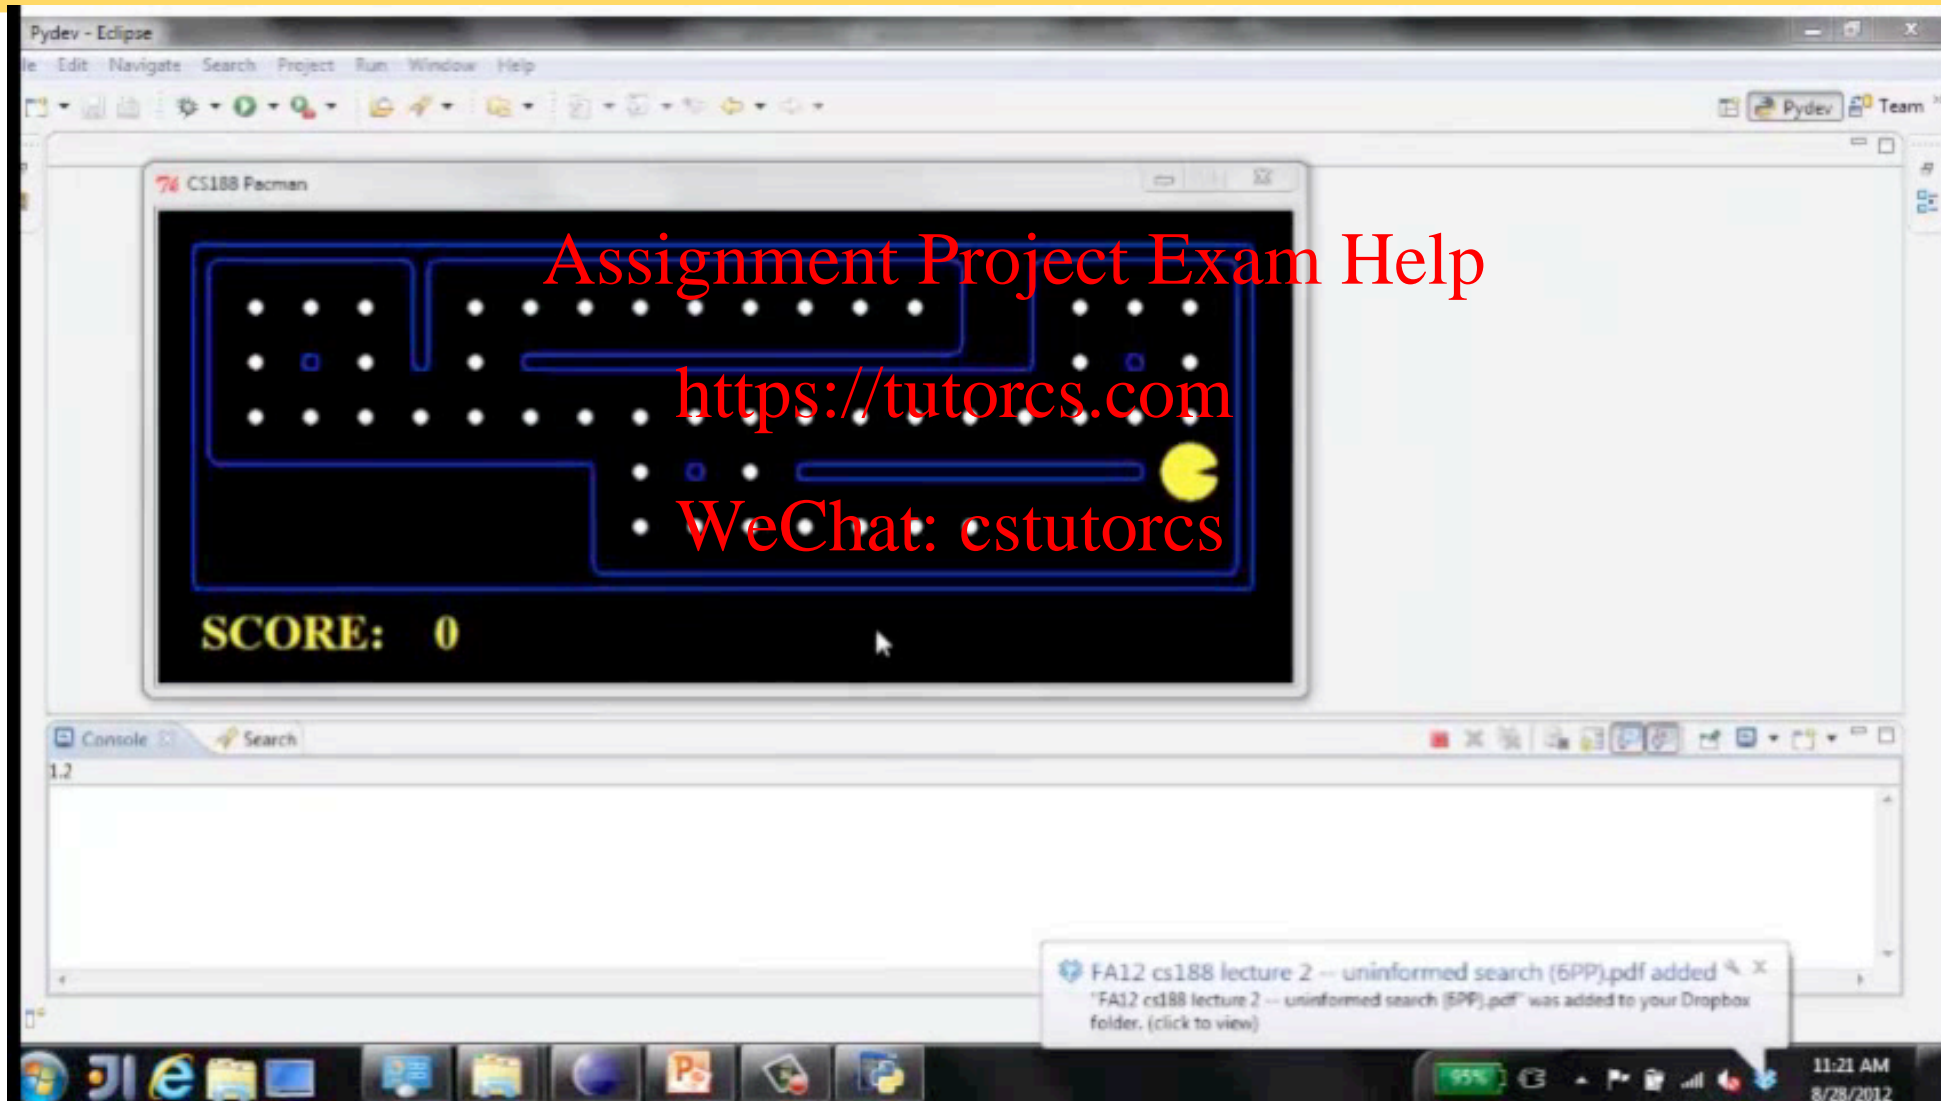 Pydev - Eclipse
le Edit Navigate Search Project Run Window Help
Pydev Team
CS188 Pacman
Assignment Project Exam Help
https://tutorcs.com
WeChat: cstutorcs
SCORE: 0
Console Search
1.2
FA12 cs188 lecture 2 -- uninformed search (6PP).pdf added
"FA12 cs188 lecture 2 -- uninformed search (6PP).pdf" was added to your Dropbox
folder. (click to view)
95%
11:21 AM
8/28/2012